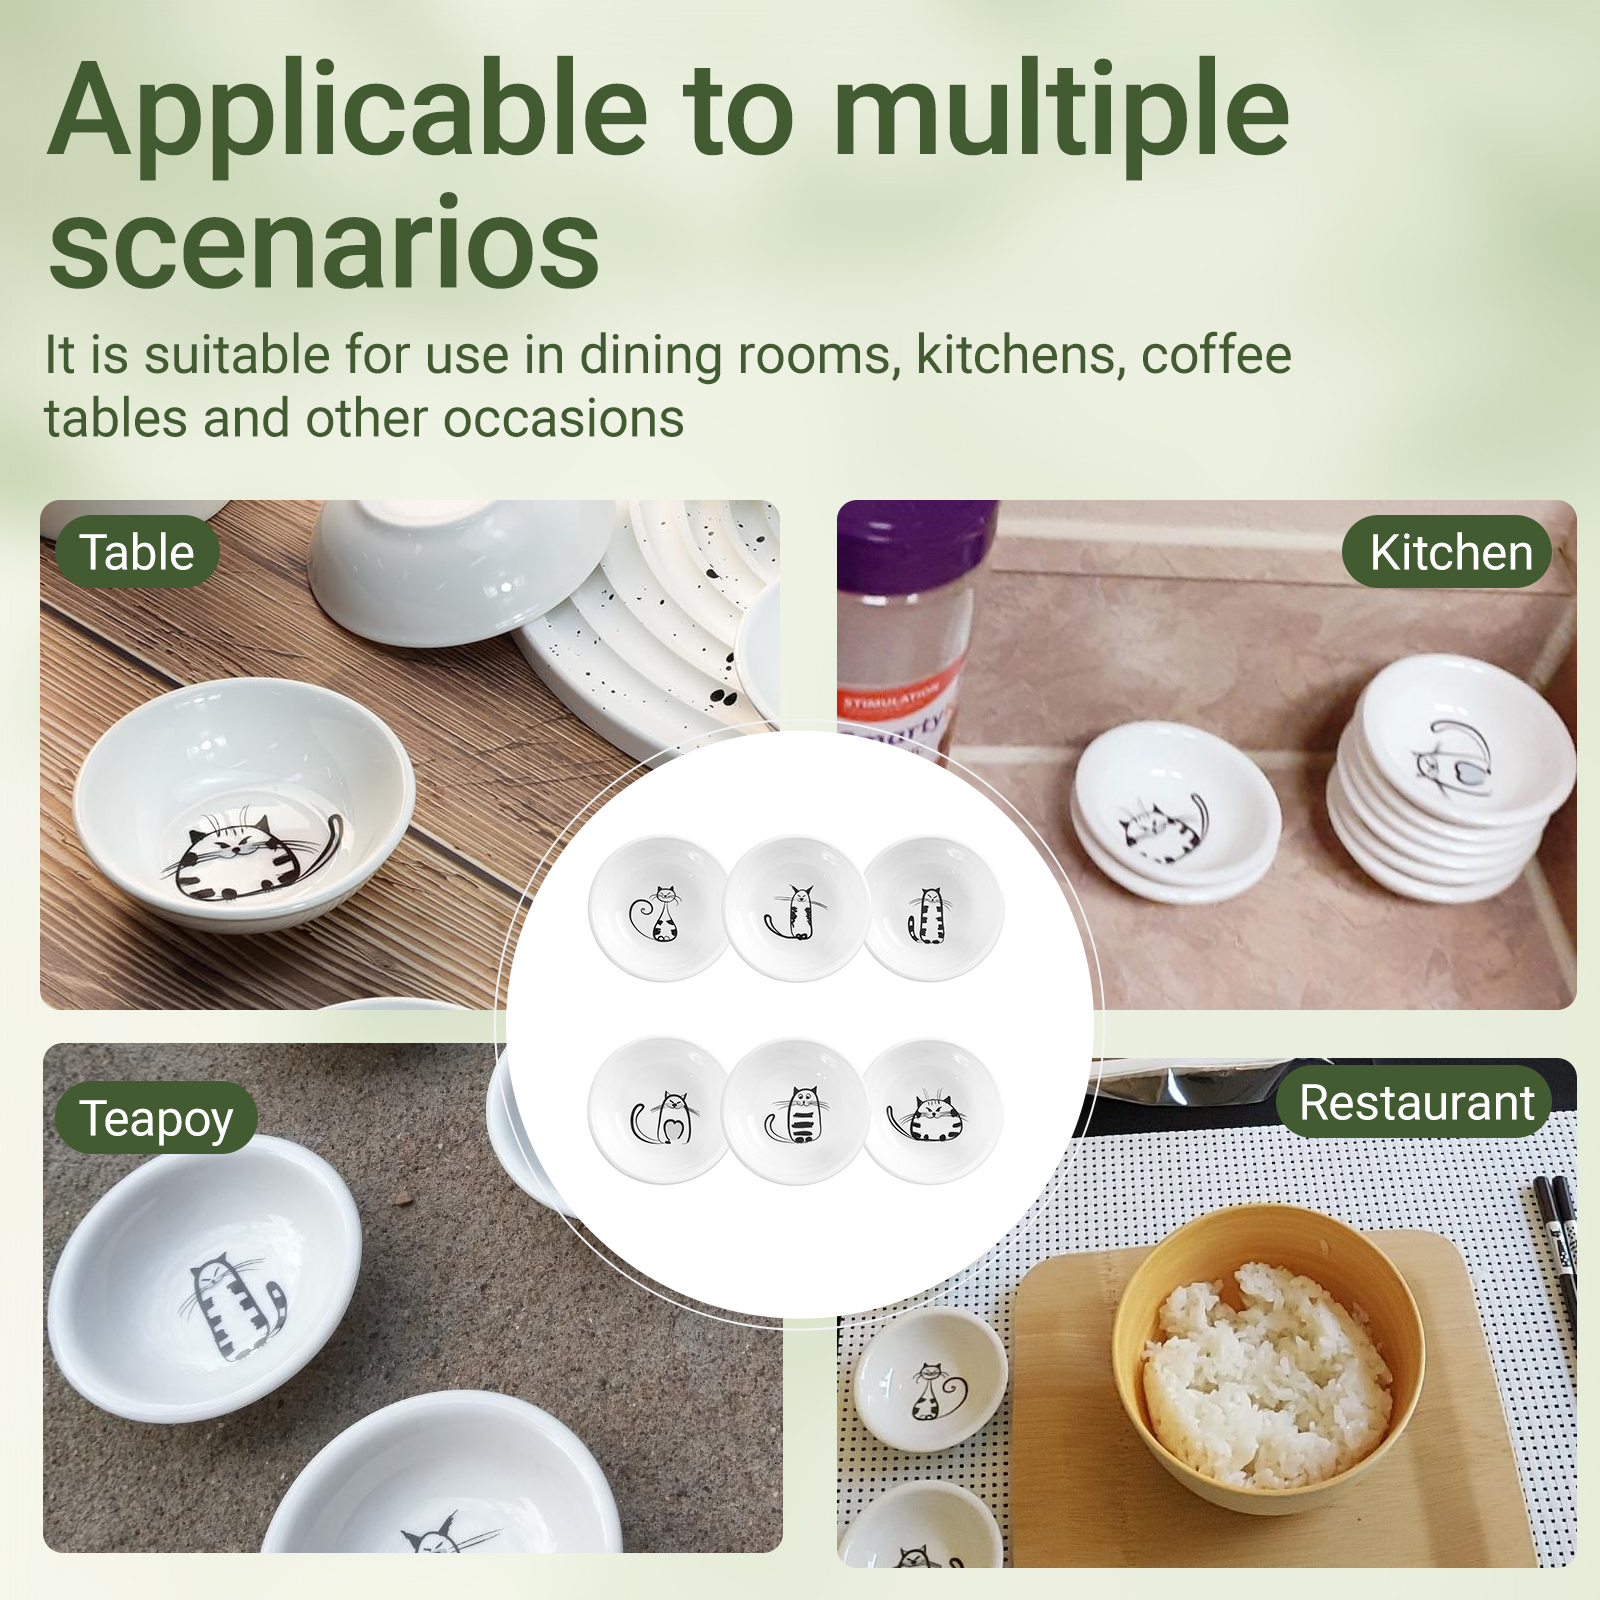 Applicable to multiple
scenarios
It is suitable for use in dining rooms, kitchens, coffee
tables and other occasions
Table
Kitchen
STIMULATION
Teapoy
Restaurant